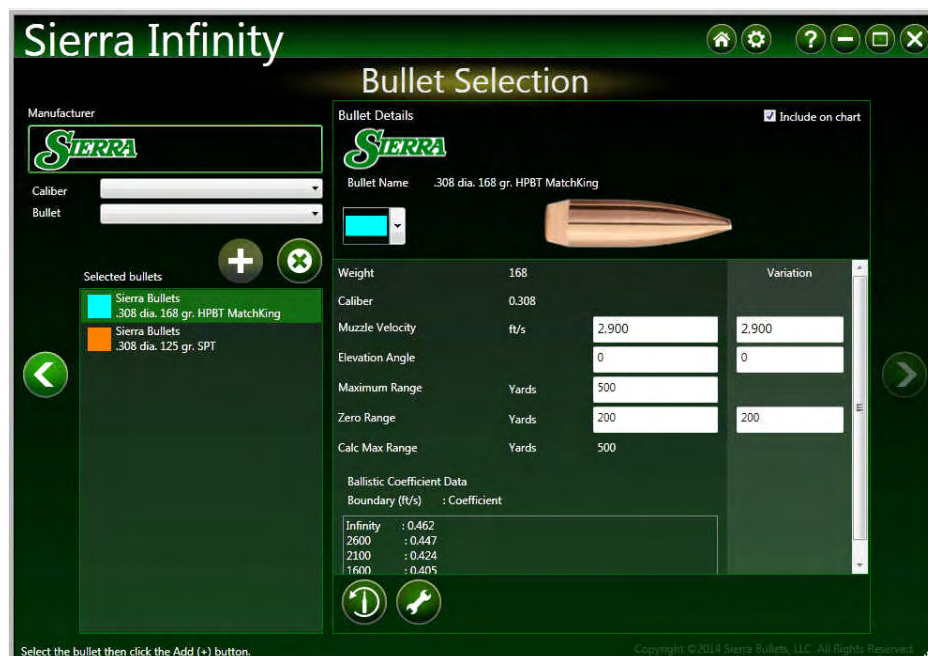 Sierra Infinity
?
Bullet Selection
Manufacturer
SIERRA
Caliber
Bullet
Selected bullets
Sierra Bullets
.308 dia. 168 gr. HPBT MatchKing
Sierra Bullets
.308 dia. 125 gr. SPT
Bullet Details
Include on chart
SIERRA
Bullet Name .308 dia. 168 gr. HPBT MatchKing
Weight 168 Variation
Caliber 0.308
Muzzle Velocity ft/s 2,900 2,900
Elevation Angle 0 0
Maximum Range Yards 500
Zero Range Yards 200 200
Calc Max Range Yards 500
Ballistic Coefficient Data
Boundary (ft/s) : Coefficient
Infinity : 0.462
2600 : 0.447
2100 : 0.424
1600 : 0.405
Select the bullet then click the Add (+) button.
Copyright ©2014 Sierra Bullets, LLC. All Rights Reserved.